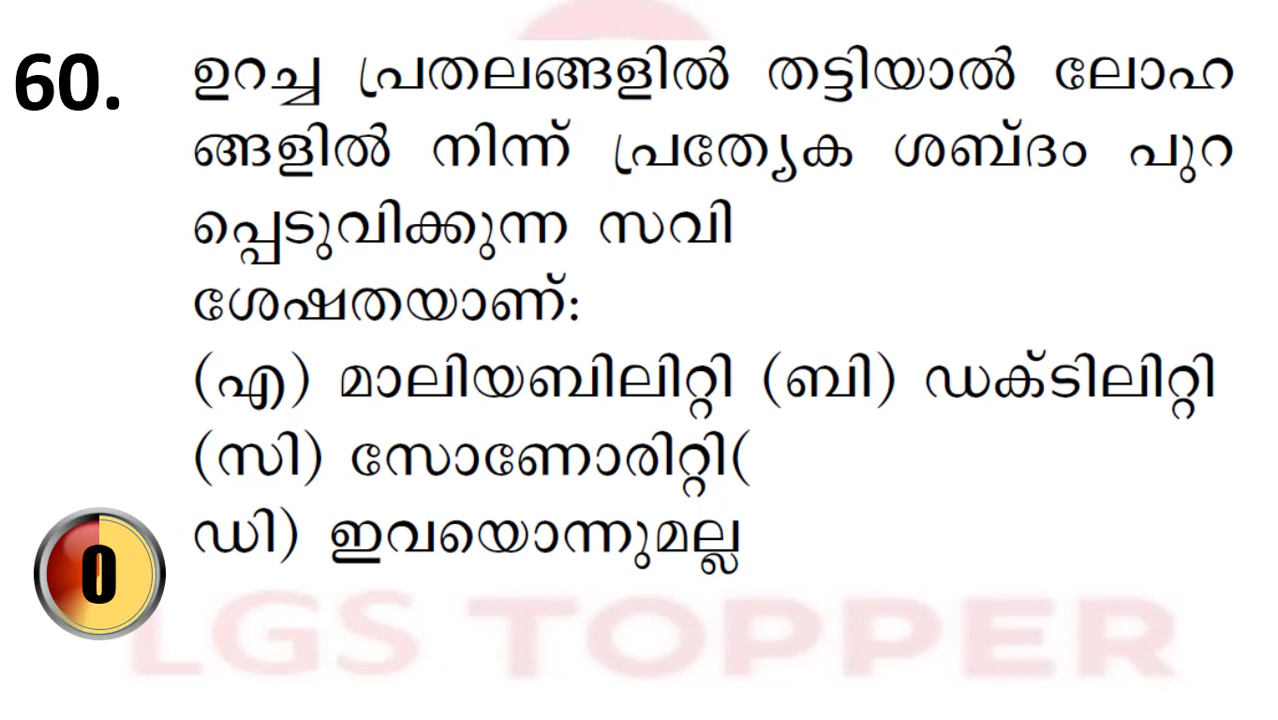 60. ഉറച്ച പ്രതലങ്ങളിൽ തട്ടിയാൽ ലോഹ
ങ്ങളിൽ നിന്ന് പ്രത്യേക ശബ്ദം പുറ
പ്പെടുവിക്കുന്ന സവി
ശേഷതയാണ്:
(എ) മാലിയബിലിറ്റി (ബി) ഡക്ടിലിറ്റി
(സി) സോണോരിറ്റി(
ഡി) ഇവയൊന്നുമല്ല
0
LGS TOPPER